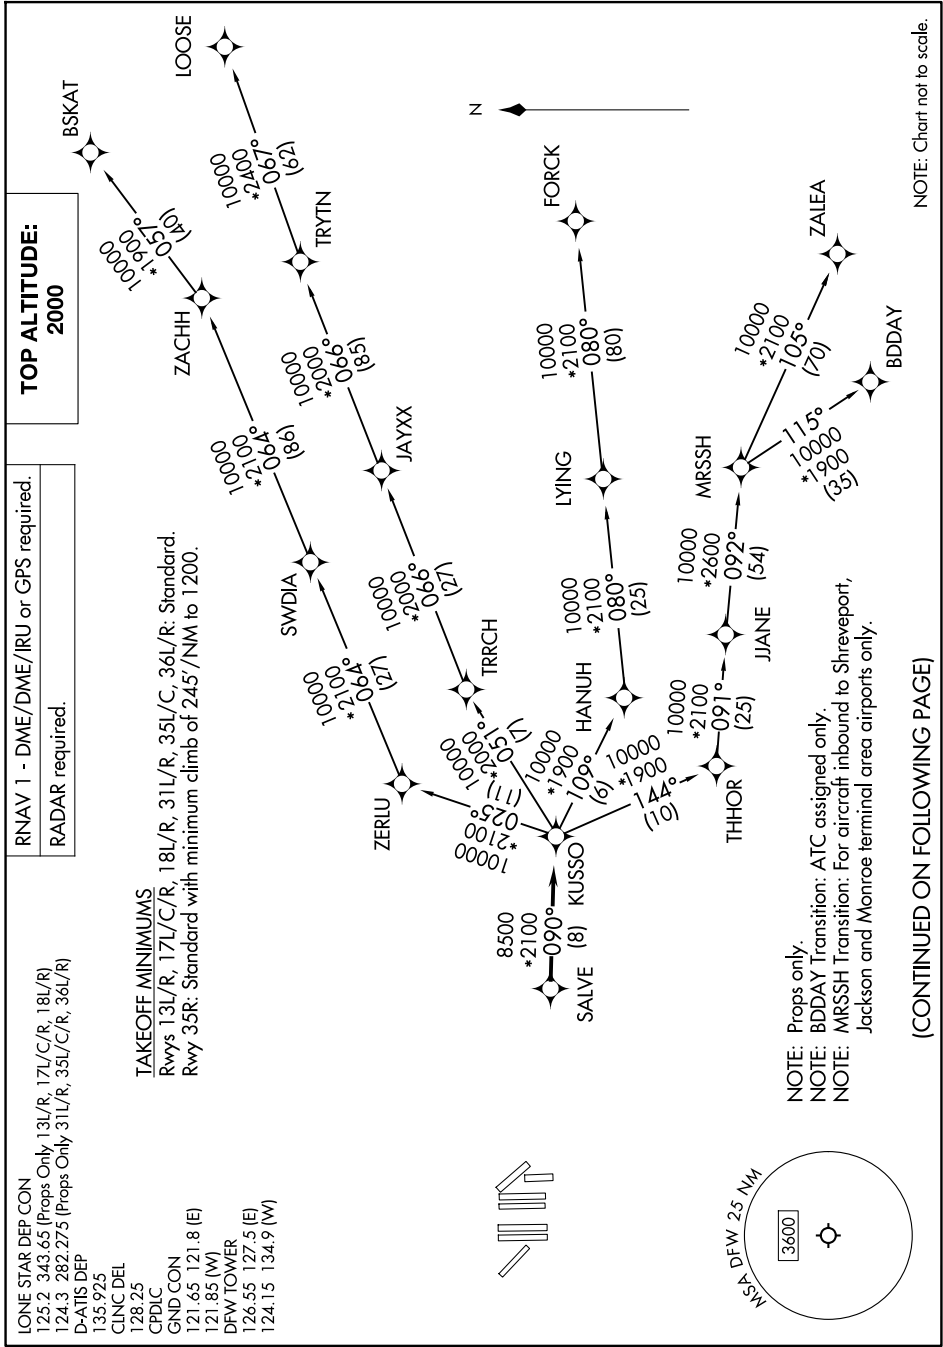 LONE STAR DEP CON
125.2 343.65 (Props Only 13L/R, 17L/C/R, 18L/R)
124.3 282.275 (Props Only 31L/R, 35L/C/R, 36L/R)
D-ATIS DEP
135.925
CLNC DEL
128.25
CPDLC
GND CON
121.65 121.8 (E)
121.85 (W)
DFW TOWER
126.55 127.5 (E)
124.15 134.9 (W)
RNAV 1 - DME/DME/IRU or GPS required.
RADAR required.
TOP ALTITUDE:
2000
TAKEOFF MINIMUMS
Rwys 13L/R, 17L/C/R, 18L/R, 31L/R, 35L/C, 36L/R: Standard.
Rwy 35R: Standard with minimum climb of 245'/NM to 1200.
BSKAT
10000
*1900
057°
(40)
ZACHH
10000
*2100
064°
(86)
SWDIA
10000
*2100
064°
(27)
ZERLU
10000
*2100
025°
(11)
LOOSE
10000
*2400
067°
(62)
TRYTN
10000
*2000
066°
(85)
JAYXX
10000
*2000
066°
(27)
TRRCH
10000
*2000
051°
(7)
N
FORCK
10000
*2100
080°
(80)
LYING
10000
*2100
080°
(25)
HANUH
10000
*1900
109°
(6)
SALVE
8500
*2100
090°
(8)
KUSSO
10000
*1900
144°
(10)
THHOR
10000
*2100
091°
(25)
JJANE
10000
*2600
092°
(54)
MRSSH
10000
*2100
105°
(70)
ZALEA
115°
10000
*1900
(35)
BDDAY
MSA DFW 25 NM
3600
NOTE: Props only.
NOTE: BDDAY Transition: ATC assigned only.
NOTE: MRSSH Transition: For aircraft inbound to Shreveport,
Jackson and Monroe terminal area airports only.
NOTE: Chart not to scale.
(CONTINUED ON FOLLOWING PAGE)